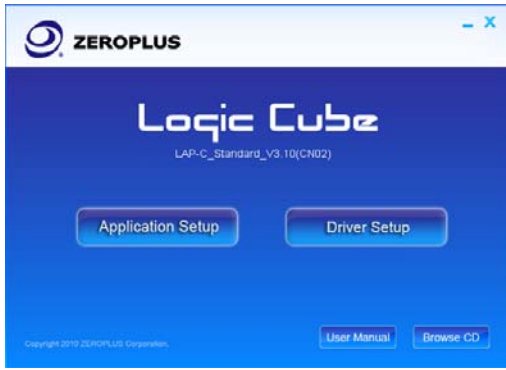 ZEROPLUS
Logic Cube
LAP-C_Standard_V3.10(CN02)
Application Setup
Driver Setup
User Manual
Browse CD
Copyright 2010 ZEROPLUS Corporation.